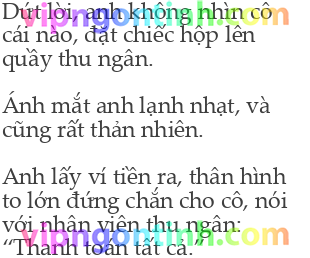 Dứt lời, anh không nhìn cô
cái nào, đặt chiếc hộp lên
quầy thu ngân.
Ánh mắt anh lạnh nhạt, và
cũng rất thản nhiên.
Anh lấy ví tiền ra, thân hình
to lớn đứng chắn cho cô, nói
với nhân viên thu ngân:
“Thanh toán tất cả.”
vipngontinh.com
vipngontinh.com